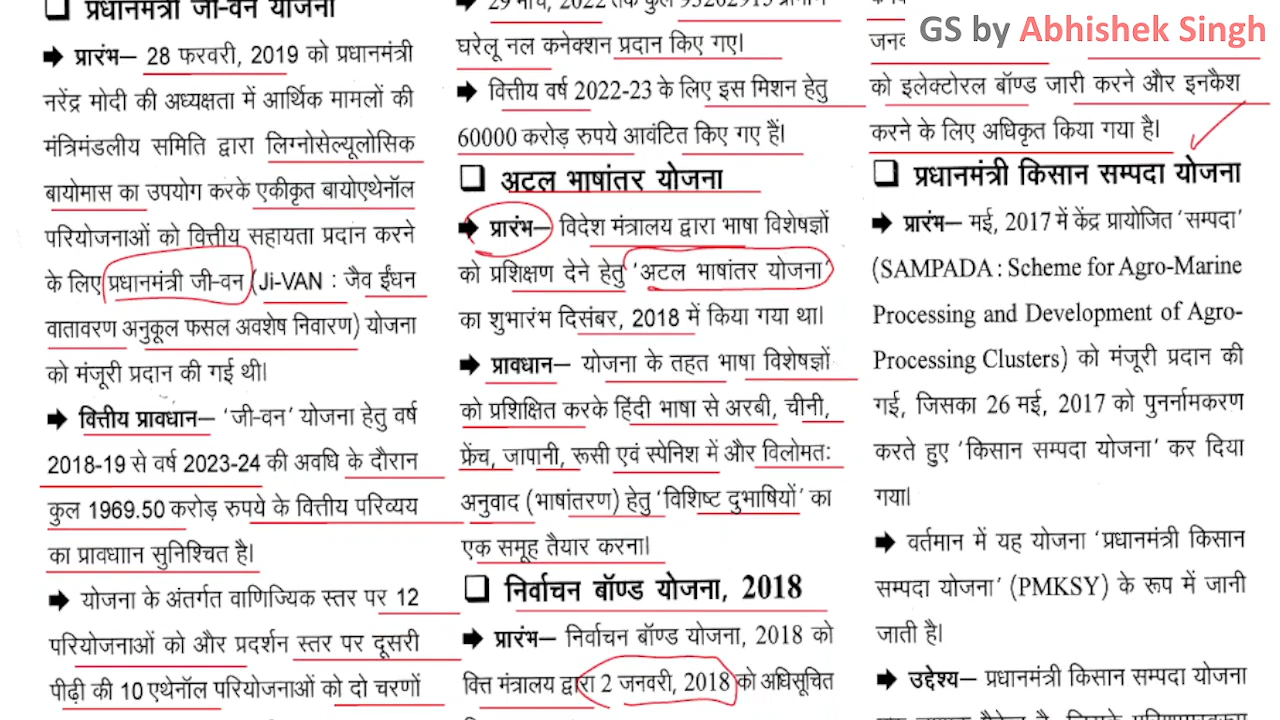 प्रधानमंत्री जी-वन योजना
प्रारंभ– 28 फरवरी, 2019 को प्रधानमंत्री
नरेंद्र मोदी की अध्यक्षता में आर्थिक मामलों की
मंत्रिमंडलीय समिति द्वारा लिग्नोसेल्यूलोसिक
बायोमास का उपयोग करके एकीकृत बायोएथेनॉल
परियोजनाओं को वित्तीय सहायता प्रदान करने
के लिए प्रधानमंत्री जी-वन (Ji-VAN : जैव ईंधन
वातावरण अनुकूल फसल अवशेष निवारण) योजना
को मंजूरी प्रदान की गई थी।
वित्तीय प्रावधान– 'जी-वन' योजना हेतु वर्ष
2018-19 से वर्ष 2023-24 की अवधि के दौरान
कुल 1969.50 करोड़ रुपये के वित्तीय परिव्यय
का प्रावधाान सुनिश्चित है।
योजना के अंतर्गत वाणिज्यिक स्तर पर 12
परियोजनाओं को और प्रदर्शन स्तर पर दूसरी
पीढ़ी की 10 एथेनॉल परियोजनाओं को दो चरणों
29 मार्च, 2022 तक कुल 93262913 ग्रामीण
घरेलू नल कनेक्शन प्रदान किए गए।
वित्तीय वर्ष 2022-23 के लिए इस मिशन हेतु
60000 करोड़ रुपये आवंटित किए गए हैं।
अटल भाषांतर योजना
प्रारंभ– विदेश मंत्रालय द्वारा भाषा विशेषज्ञों
को प्रशिक्षण देने हेतु 'अटल भाषांतर योजना'
का शुभारंभ दिसंबर, 2018 में किया गया था।
प्रावधान– योजना के तहत भाषा विशेषज्ञों
को प्रशिक्षित करके हिंदी भाषा से अरबी, चीनी,
फ्रेंच, जापानी, रूसी एवं स्पेनिश में और विलोमतः
अनुवाद (भाषांतरण) हेतु 'विशिष्ट दुभाषियों' का
एक समूह तैयार करना।
निर्वाचन बॉण्ड योजना, 2018
प्रारंभ– निर्वाचन बॉण्ड योजना, 2018 को
वित्त मंत्रालय द्वारा 2 जनवरी, 2018 को अधिसूचित
GS by Abhishek Singh
को इलेक्टोरल बॉण्ड जारी करने और इनकैश
करने के लिए अधिकृत किया गया है।
प्रधानमंत्री किसान सम्पदा योजना
प्रारंभ– मई, 2017 में केंद्र प्रायोजित 'सम्पदा'
(SAMPADA : Scheme for Agro-Marine
Processing and Development of Agro-
Processing Clusters) को मंजूरी प्रदान की
गई, जिसका 26 मई, 2017 को पुनर्नामकरण
करते हुए 'किसान सम्पदा योजना' कर दिया
गया।
वर्तमान में यह योजना 'प्रधानमंत्री किसान
सम्पदा योजना' (PMKSY) के रूप में जानी
जाती है।
उद्देश्य– प्रधानमंत्री किसान सम्पदा योजना